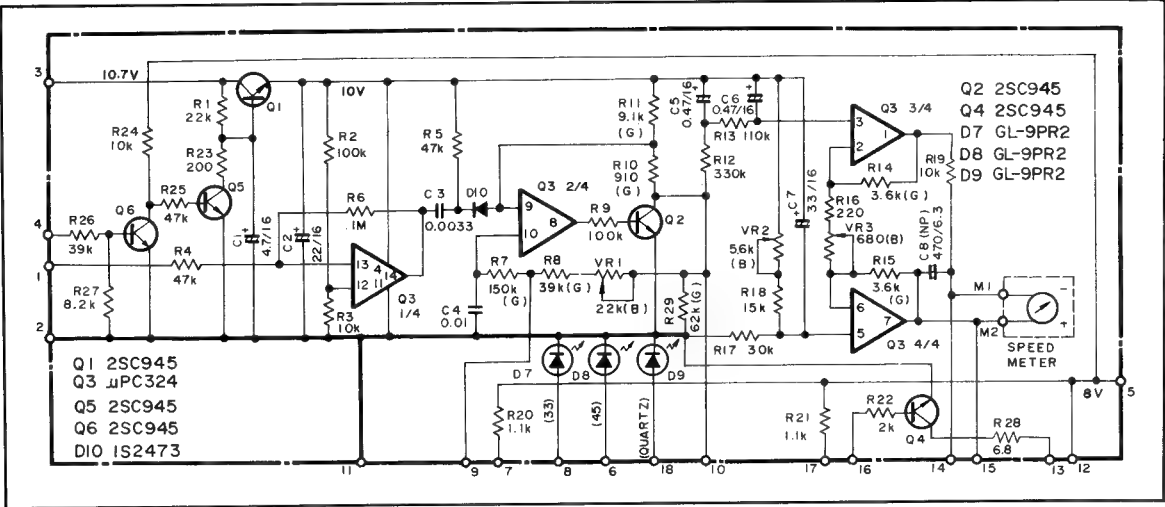 3
10.7V
R1
22k
Q1
10V
R24
10k
R23
200
R2
100k
R5
47k
R11
9.1k
(G)
C5
0.47/16
C6
0.47/16
R13 110k
Q3 3/4
3
1
2
Q2 2SC945
Q4 2SC945
D7 GL-9PR2
D8 GL-9PR2
D9 GL-9PR2
R25
47k
Q5
Q6
R6
.1M
C3
0.0033
D10
Q3 2/4
9
8
10
R10
910
(G)
R9
100k
Q2
R12
330k
C7
33/16
R14
3.6k(G)
R19
10k
R16
220
4
R26
39k
C1
4.7/16
C2
22/16
VR2
56k
(B)
VR3
680(B)
C8(NP)
470/6.3
1
R4
47k
13
4
12
11
14
Q3
1/4
R7
150k
(G)
R8
39k(G)
VR1
22k(B)
R29
62k(G)
R18
15k
R15
3.6k
(G)
M1
M2
-
+
SPEED
METER
R27
8.2k
R3
10k
C4
0.01
R17 30k
6
7
5
Q3 4/4
2
Q1 2SC945
Q3 μPC324
Q5 2SC945
Q6 2SC945
D10 1S2473
D7
D8
D9
(33)
(45)
(QUARTZ)
R20
1.1k
R21
1.1k
R22
2k
Q4
R28
6.8
8V
5
11
9
7
8
6
18
10
17
16
14
15
13
12